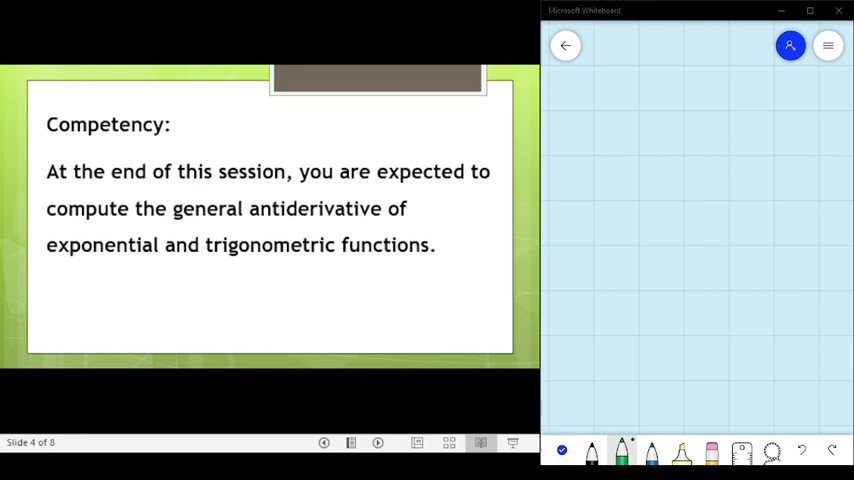 Microsoft Whiteboard
Competency:
At the end of this session, you are expected to
compute the general antiderivative of
exponential and trigonometric functions.
Slide 4 of 8